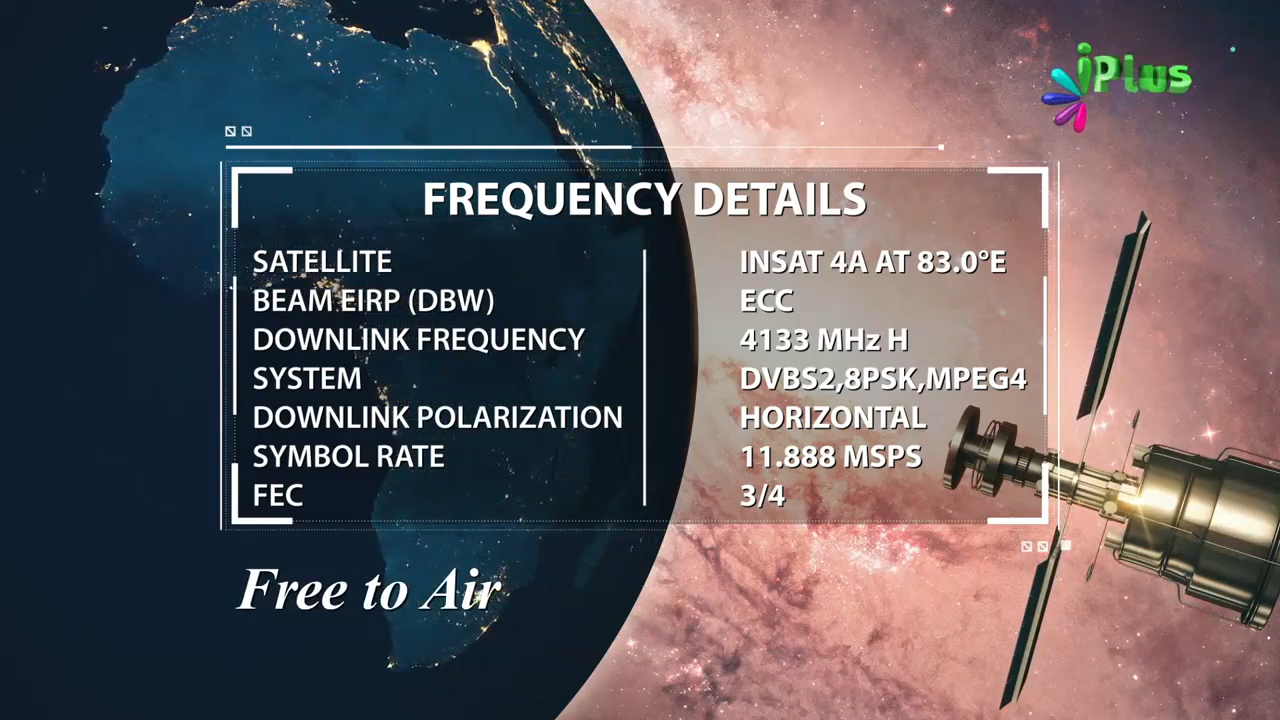 iPlus
FREQUENCY DETAILS
SATELLITE INSAT 4A AT 83.0°E
BEAM EIRP (DBW) ECC
DOWNLINK FREQUENCY 4133 MHz H
SYSTEM DVBS2,8PSK,MPEG4
DOWNLINK POLARIZATION HORIZONTAL
SYMBOL RATE 11.888 MSPS
FEC 3/4
Free to Air